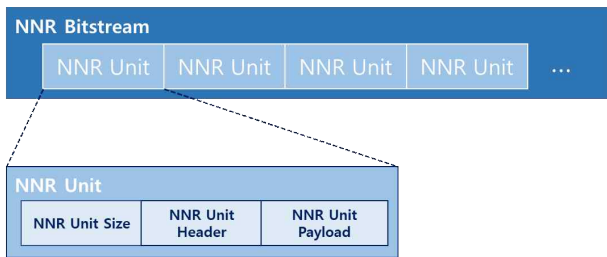 NNR Bitstream
NNR Unit NNR Unit NNR Unit NNR Unit ...
NNR Unit
NNR Unit Size NNR Unit Header NNR Unit Payload